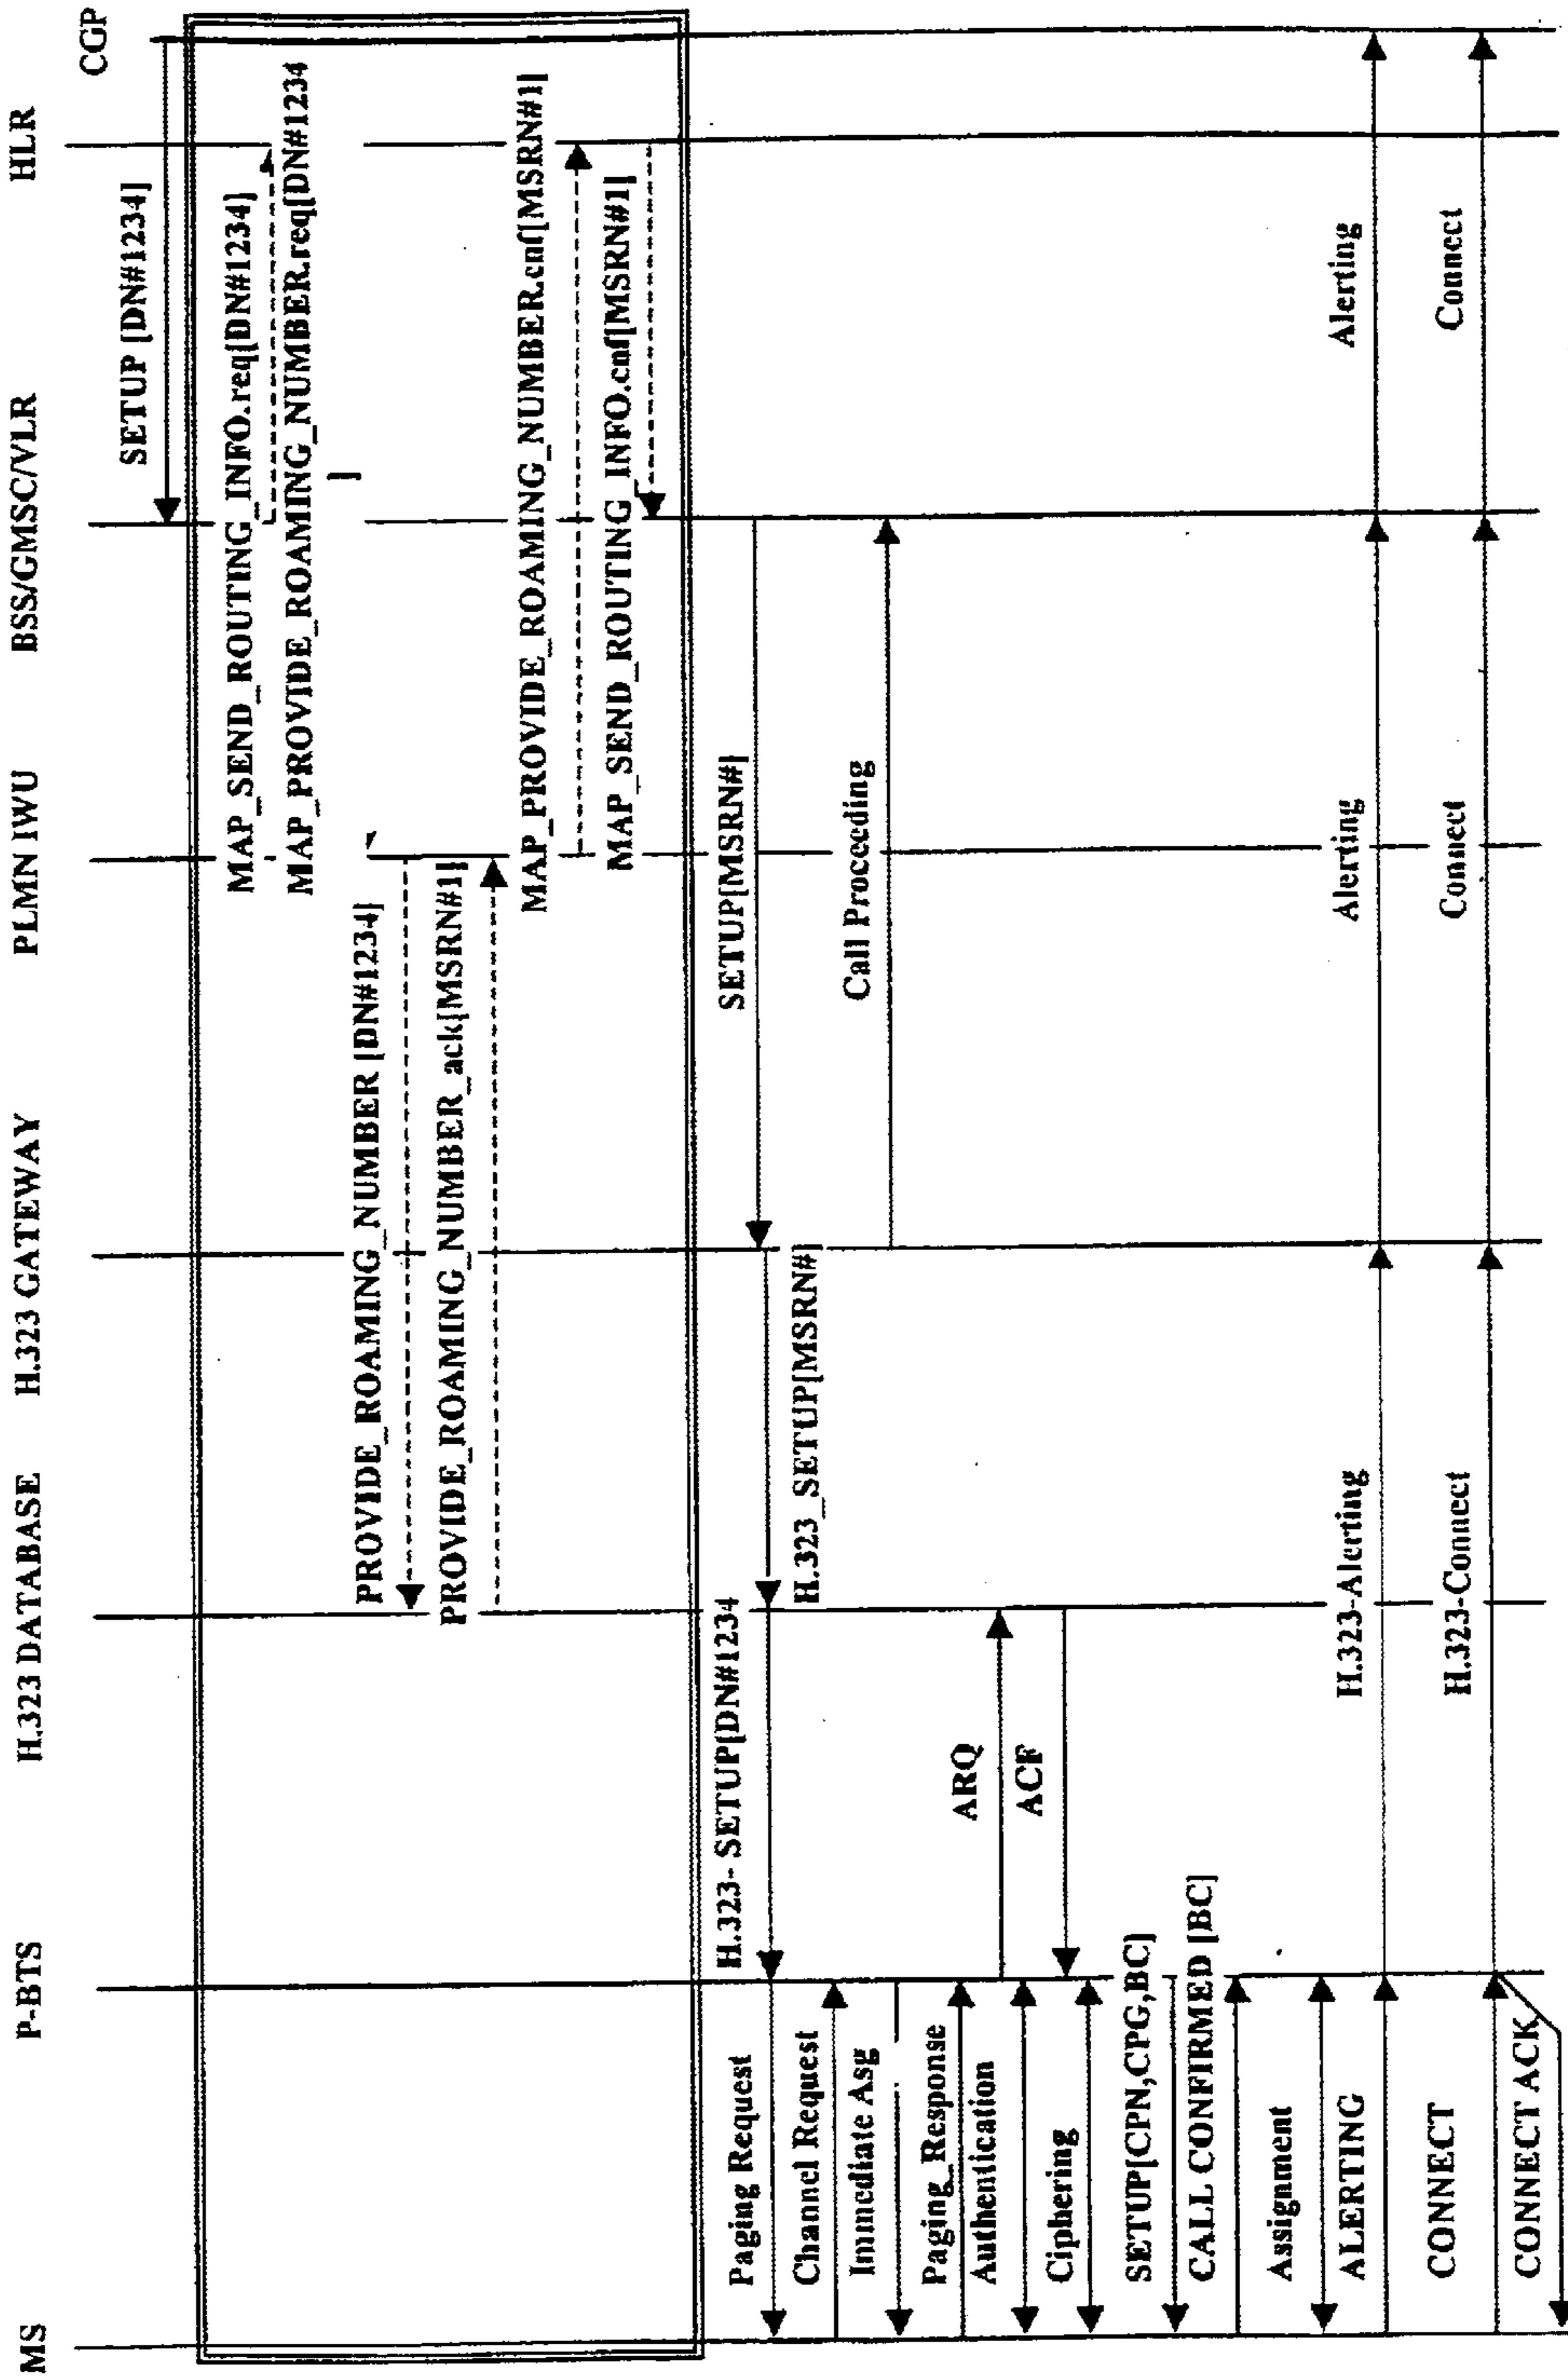 MS
P-BTS
H.323 DATABASE
H.323 GATEWAY
PLMN IWU
BSS/GMSC/VLR
HLR
CGP
SETUP [DN#1234]
MAP_SEND_ROUTING_INFO.req[DN#1234]
MAP_PROVIDE_ROAMING_NUMBER.req[DN#1234
]
PROVIDE_ROAMING_NUMBER [DN#1234]
PROVIDE_ROAMING_NUMBER_ack[MSRN#1]
MAP_PROVIDE_ROAMING_NUMBER.cnf[MSRN#1]
MAP_SEND_ROUTING_INFO.cnf[MSRN#1]
SETUP[MSRN#]
H.323_SETUP[MSRN#]
H.323- SETUP[DN#1234
Paging Request
Channel Request
Call Proceeding
Immediate Asg
Paging_Response
ARQ
Authentication
ACF
Ciphering
SETUP[CPN,CPG,BC]
CALL CONFIRMED [BC]
Assignment
ALERTING
H.323-Alerting
Alerting
Alerting
CONNECT
H.323-Connect
Connect
Connect
CONNECT ACK